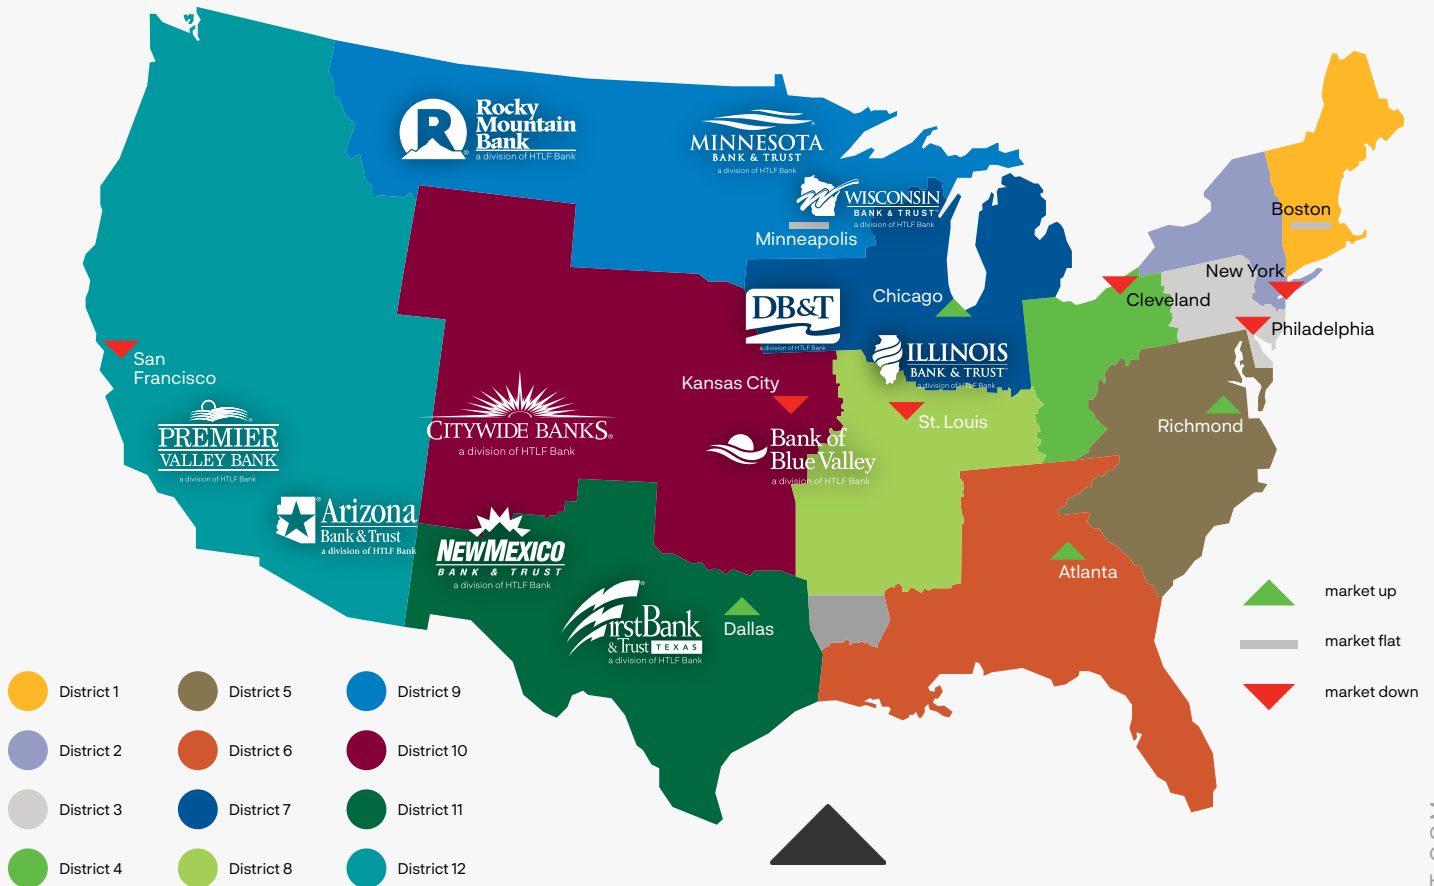 Rocky
Mountain
Bank
a division of HTLF Bank
MINNESOTA
BANK & TRUST
a division of HTLF Bank
WISCONSIN
BANK & TRUST
a division of HTLF Bank
Minneapolis
Boston
New York
Cleveland
Philadelphia
Chicago
DB&T
a division of HTLF Bank
ILLINOIS
BANK & TRUST
a division of HTLF Bank
San
Francisco
Kansas City
St. Louis
Richmond
PREMIER
VALLEY BANK
a division of HTLF Bank
CITYWIDE BANKS®
a division of HTLF Bank
Bank of
Blue Valley
a division of HTLF Bank
Arizona
Bank & Trust
a division of HTLF Bank
NEW MEXICO
BANK & TRUST
a division of HTLF Bank
FirstBank
& Trust TEXAS
a division of HTLF Bank
Dallas
Atlanta
market up
market flat
market down
District 1
District 5
District 9
District 2
District 6
District 10
District 3
District 7
District 11
District 4
District 8
District 12